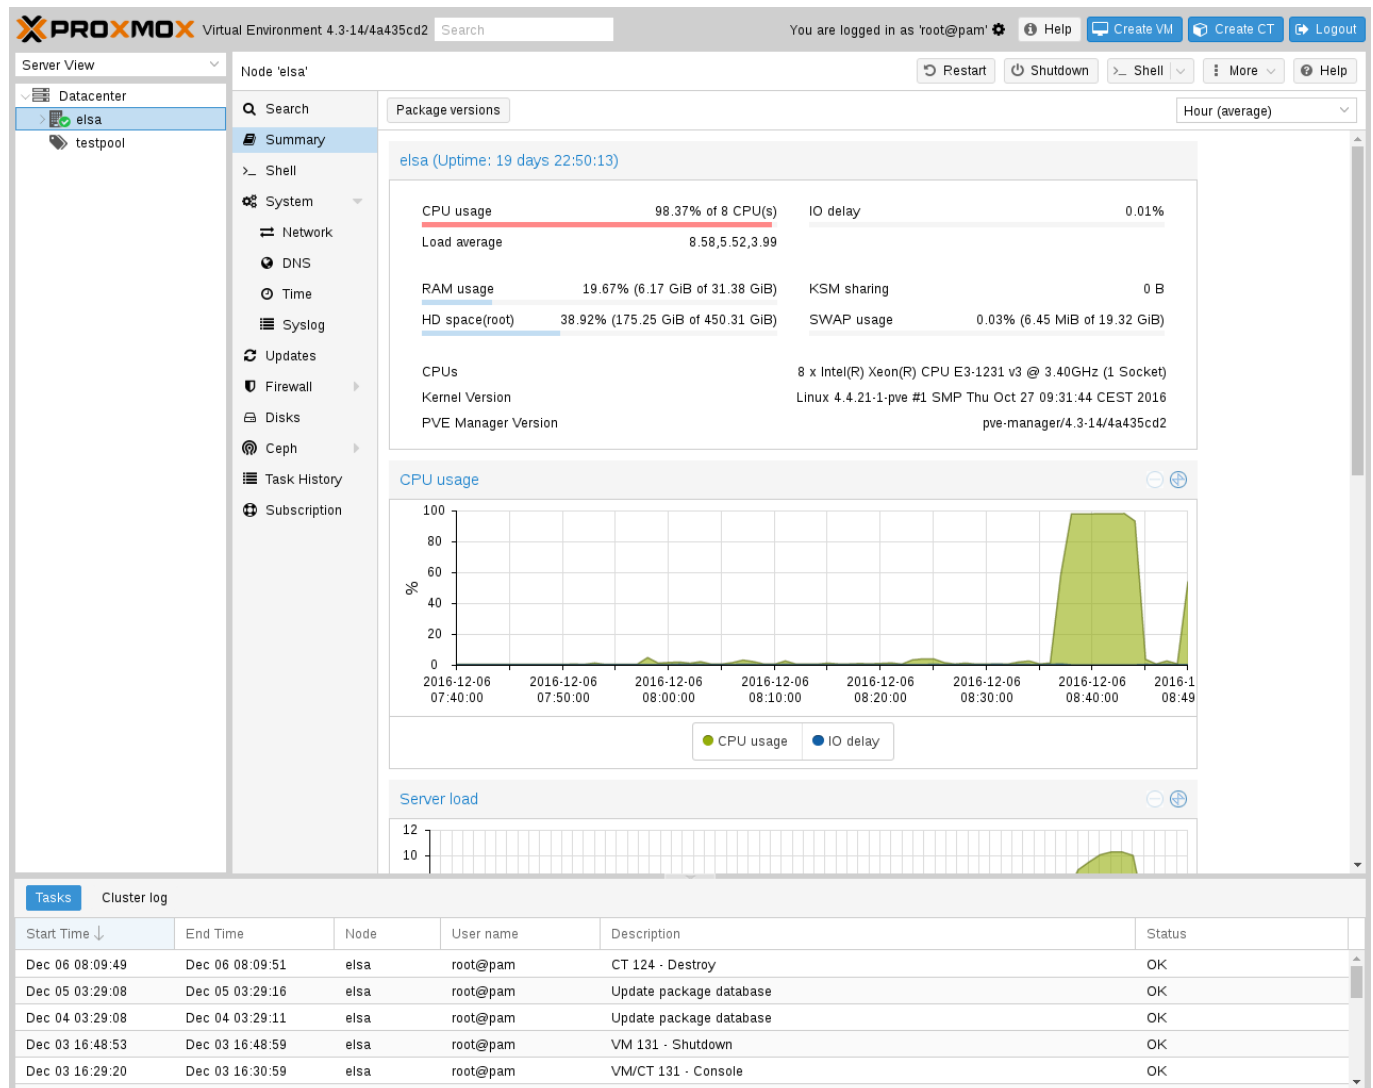 PROXMOX Virtual Environment 4.3-14/4a435cd2 Search You are logged in as 'root@pam' Help Create VM Create CT Logout
Server View
Datacenter
elsa
testpool
Node 'elsa' Restart Shutdown >_ Shell More Help
Search
Summary
>_ Shell
System
Network
DNS
Time
Syslog
Updates
Firewall
Disks
Ceph
Task History
Subscription
Package versions Hour (average)
elsa (Uptime: 19 days 22:50:13)
CPU usage 98.37% of 8 CPU(s) IO delay 0.01%
Load average 8.58,5.52,3.99
RAM usage 19.67% (6.17 GiB of 31.38 GiB) KSM sharing 0 B
HD space(root) 38.92% (175.25 GiB of 450.31 GiB) SWAP usage 0.03% (6.45 MiB of 19.32 GiB)
CPUs 8 x Intel(R) Xeon(R) CPU E3-1231 v3 @ 3.40GHz (1 Socket)
Kernel Version Linux 4.4.21-1-pve #1 SMP Thu Oct 27 09:31:44 CEST 2016
PVE Manager Version pve-manager/4.3-14/4a435cd2
CPU usage
100
80
60
40
20
0
%
2016-12-06 2016-12-06 2016-12-06 2016-12-06 2016-12-06 2016-12-06 2016-12-06 2016-1
07:40:00 07:50:00 08:00:00 08:10:00 08:20:00 08:30:00 08:40:00 08:49
CPU usage IO delay
Server load
12
10
Tasks Cluster log
Start Time End Time Node User name Description Status
Dec 06 08:09:49 Dec 06 08:09:51 elsa root@pam CT 124 - Destroy OK
Dec 05 03:29:08 Dec 05 03:29:16 elsa root@pam Update package database OK
Dec 04 03:29:08 Dec 04 03:29:11 elsa root@pam Update package database OK
Dec 03 16:48:53 Dec 03 16:48:59 elsa root@pam VM 131 - Shutdown OK
Dec 03 16:29:20 Dec 03 16:30:59 elsa root@pam VM/CT 131 - Console OK